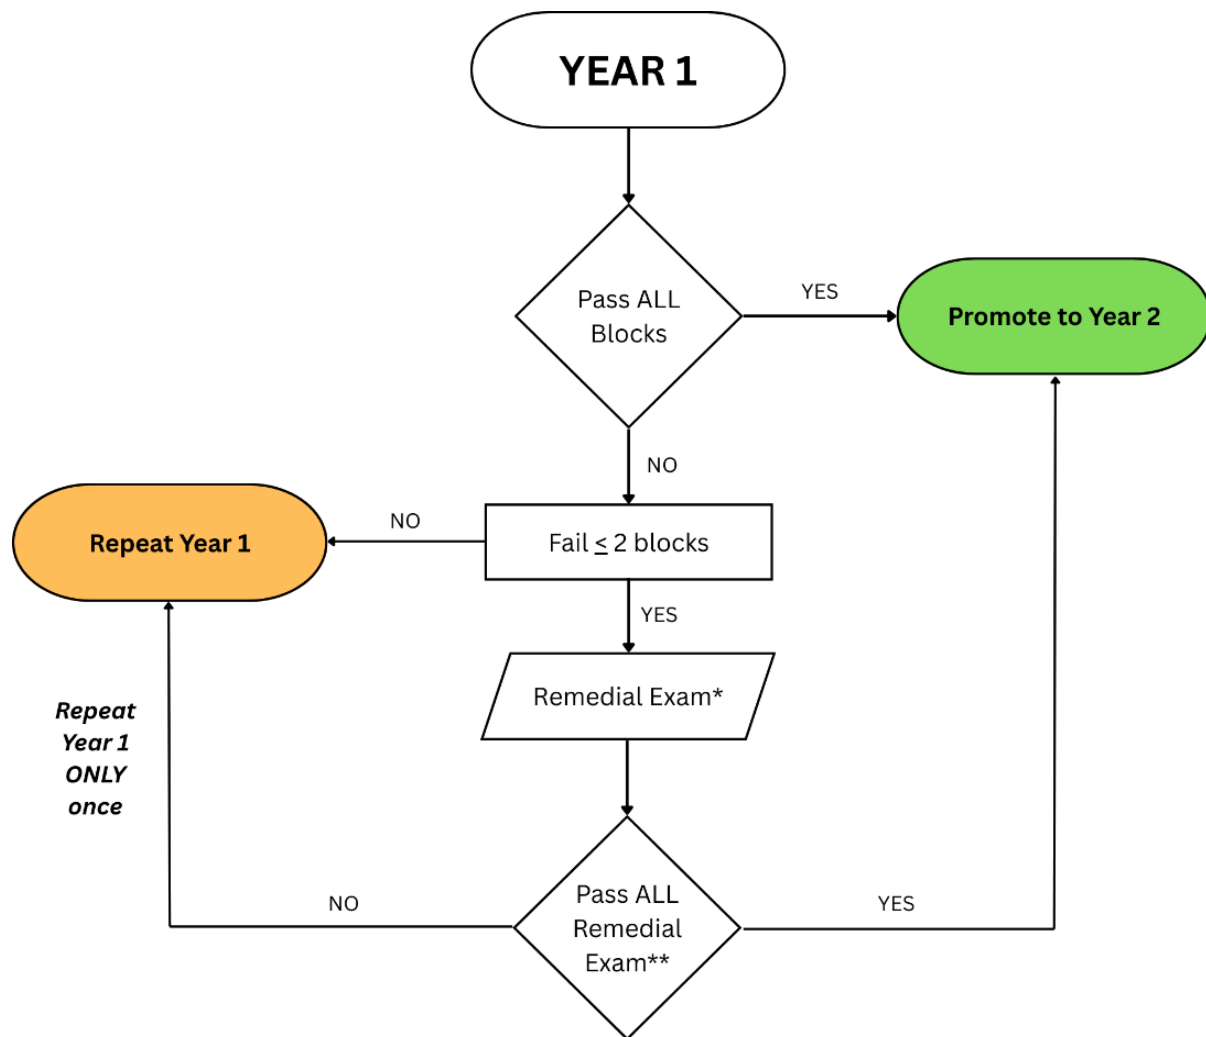 YEAR 1
Pass ALL
Blocks
YES
Promote to Year 2
NO
Repeat Year 1
NO
Fail ≤ 2 blocks
YES
Remedial Exam*
Repeat
Year 1
ONLY
once
NO
Pass ALL
Remedial
Exam**
YES